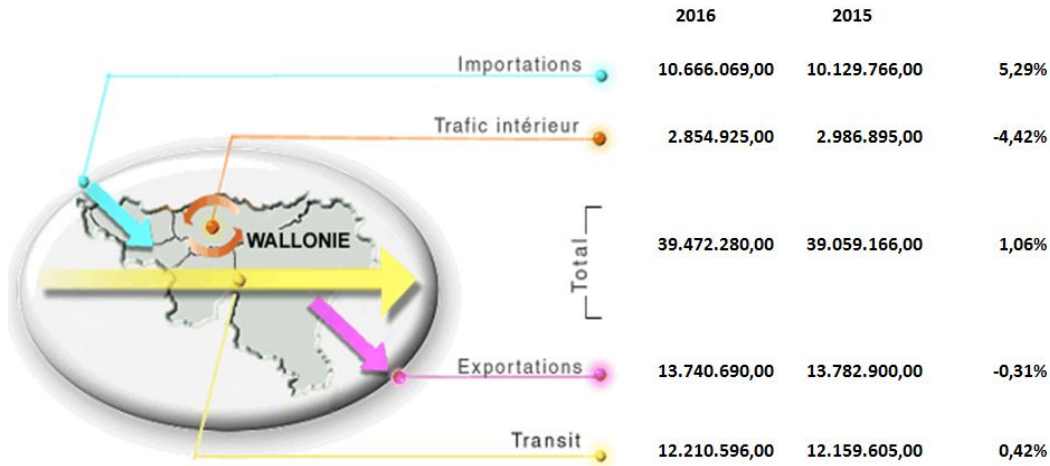 2016 2015
Importations 10.666.069,00 10.129.766,00 5,29%
Trafic intérieur 2.854.925,00 2.986.895,00 -4,42%
WALLONIE
Total 39.472.280,00 39.059.166,00 1,06%
Exportations 13.740.690,00 13.782.900,00 -0,31%
Transit 12.210.596,00 12.159.605,00 0,42%